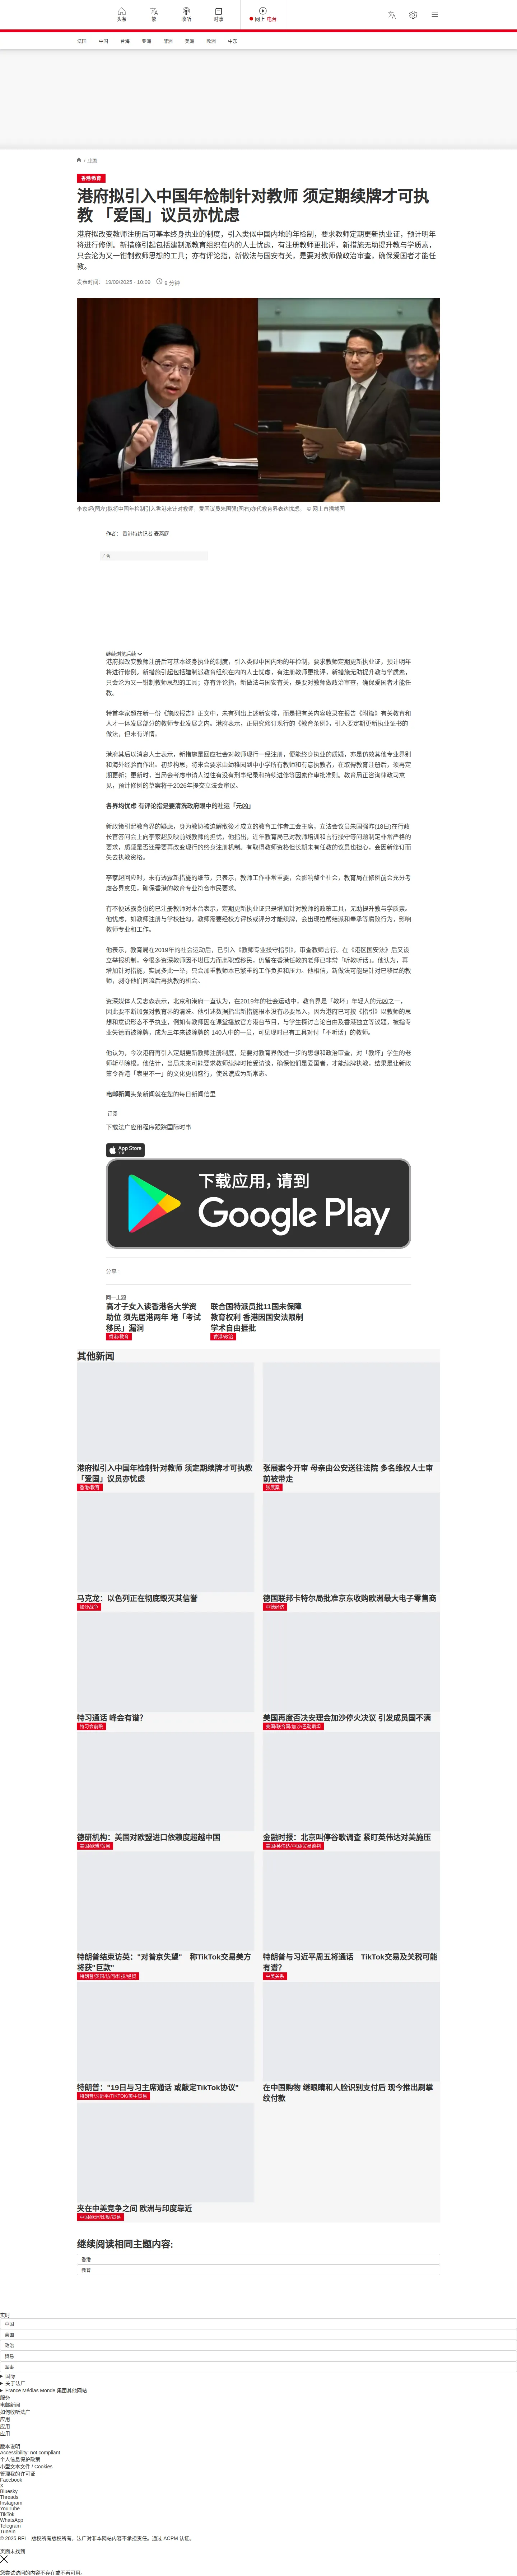 头条
繁
收听
时事
网上 电台
法国
中国
台海
亚洲
非洲
美洲
欧洲
中东
/ 中国
香港/教育
港府拟引入中国年检制针对教师 须定期续牌才可执
教 「爱国」议员亦忧虑
港府拟改变教师注册后可基本终身执业的制度，引入类似中国内地的年检制，要求教师定期更新执业证，预计明年
将进行修例。新措施引起包括建制派教育组织在内的人士忧虑，有注册教师更批评，新措施无助提升教与学质素，
只会沦为又一钳制教师思想的工具；亦有评论指，新做法与国安有关，是要对教师做政治审查，确保爱国者才能任
教。
发表时间： 19/09/2025 - 10:09
9 分钟
李家超(图左)拟将中国年检制引入香港来针对教师，爱国议员朱国强(图右)亦代教育界表达忧虑。 © 网上直播截图
作者： 香港特约记者 麦燕庭
广告
继续浏览后续
港府拟改变教师注册后可基本终身执业的制度，引入类似中国内地的年检制，要求教师定期更新执业证，预计明年
将进行修例。新措施引起包括建制派教育组织在内的人士忧虑，有注册教师更批评，新措施无助提升教与学质素，
只会沦为又一钳制教师思想的工具；亦有评论指，新做法与国安有关，是要对教师做政治审查，确保爱国者才能任
教。
特首李家超在新一份《施政报告》正文中，未有列出上述新安排，而是把有关内容收录在报告《附篇》有关教育和
人才一体发展部分的教师专业发展之内。港府表示，正研究修订现行的《教育条例》，引入要定期更新执业证书的
做法，但未有详情。
港府其后以消息人士表示，新措施是回应社会对教师现行一经注册，便能终身执业的质疑，亦是仿效其他专业界别
和海外经验而作出。初步构思，将来会要求由幼稚园到中小学所有教师和有意执教者，在取得教育注册后，须再定
期更新；更新时，当局会考虑申请人过往有没有刑事纪录和持续进修等因素作审批准则。教育局正咨询律政司意
见，预计修例的草案将于2026年提交立法会审议。
各界均忧虑 有评论指是要清洗政府眼中的社运「元凶」
新政策引起教育界的疑虑，身为教协被迫解散後才成立的教育工作者工会主席，立法会议员朱国强昨(18日)在行政
长官答问会上向李家超反映前线教师的担忧，他指出，近年教育局已对教师培训和言行操守等问题制定非常严格的
要求，质疑是否还需要再改变现行的终身注册机制。有取得教师资格但长期未有任教的议员也担心，会因新修订而
失去执教资格。
李家超回应时，未有透露新措施的细节，只表示，教师工作非常重要，会影响整个社会，教育局在修例前会充分考
虑各界意见，确保香港的教育专业符合市民要求。
有不便透露身份的已注册教师对本台表示，定期更新执业证只是增加针对教师的政策工具，无助提升教与学质素。
他忧虑，如教师注册与学校挂勾，教师需要经校方评核或评分才能续牌，会出现拉帮结派和奉承等腐败行为，影响
教师专业和工作。
他表示，教育局在2019年的社会运动后，已引入《教师专业操守指引》，审查教师言行。在《港区国安法》后又设
立举报机制，令很多资深教师因不堪压力而离职或移民，仍留在香港任教的老师已非常「听教听话」。他认为，再
增加针对措施，实属多此一举，只会加重教师本已繁重的工作负担和压力。他相信，新做法可能是针对已移民的教
师，剥夺他们回流后再执教的机会。
资深媒体人吴志森表示，北京和港府一直认为，在2019年的社会运动中，教育界是「教坏」年轻人的元凶之一，
因此要不断加强对教育界的清洗。他引述数据指出新措施根本没有必要吊入，因为港府已可按《指引》以教师的思
想和意识形态不予执业，例如有教师因在课堂播放官方港台节目，与学生探讨言论自由及香港独立等议题，被指专
业失德而被除牌，成为三年来被除牌的 140人中的一员，可见现时已有工具对付「不听话」的教师。
他认为，今次港府再引入定期更新教师注册制度，是要对教育界做进一步的思想和政治审查，对「教坏」学生的老
师斩草除根。他估计，当局未来可能要求教师续牌时接受访谈，确保他们是爱国者，才能续牌执教，结果是让新政
策令香港「表里不一」的文化更加盛行，使说谎成为新常态。
电邮新闻头条新闻就在您的每日新闻信里
订阅
下载法广应用程序跟踪国际时事
App Store
下载应用，请到
Google Play
分享 :
同一主题
高才子女入读香港各大学资
助位 须先居港两年 堵「考试
移民」漏洞
香港/教育
联合国特派员批11国未保障
教育权利 香港因国安法限制
学术自由捱批
香港/政治
其他新闻
港府拟引入中国年检制针对教师 须定期续牌才可执教
「爱国」议员亦忧虑
香港/教育
张展案今开审 母亲由公安送往法院 多名维权人士审
前被带走
张展案
马克龙：以色列正在彻底毁灭其信誉
加沙战争
德国联邦卡特尔局批准京东收购欧洲最大电子零售商
中德经济
特习通话 峰会有谱？
特习会前瞻
美国再度否决安理会加沙停火决议 引发成员国不满
美国/联合国/加沙/巴勒斯坦
德研机构：美国对欧盟进口依赖度超越中国
美国/欧盟/贸易
金融时报：北京叫停谷歌调查 紧盯英伟达对美施压
美国/英伟达/中国/贸易谈判
特朗普结束访英：“对普京失望” 称TikTok交易美方
将获“巨款”
特朗普/英国/访问/科技/经贸
特朗普与习近平周五将通话 TikTok交易及关税可能
有谱？
中美关系
特朗普：“19日与习主席通话 或敲定TikTok协议”
特朗普/习近平/TIKTOK/美中贸易
在中国购物 继眼睛和人脸识别支付后 现今推出刷掌
纹付款
夹在中美竞争之间 欧洲与印度靠近
中国/欧洲/印度/贸易
继续阅读相同主题内容:
香港
教育
实时
中国
美国
政治
贸易
军事
国际
关于法广
France Médias Monde 集团其他网站
服务
电邮新闻
如何收听法广
应用
应用
应用
版本说明
Accessibility: not compliant
个人信息保护政策
小型文本文件 / Cookies
管理我的许可证
Facebook
X
Bluesky
Threads
Instagram
YouTube
TikTok
WhatsApp
Telegram
TuneIn
© 2025 RFI – 版权所有版权所有。法广对非本网站内容不承担责任。通过 ACPM 认证。
页面未找到
您尝试访问的内容不存在或不再可用。